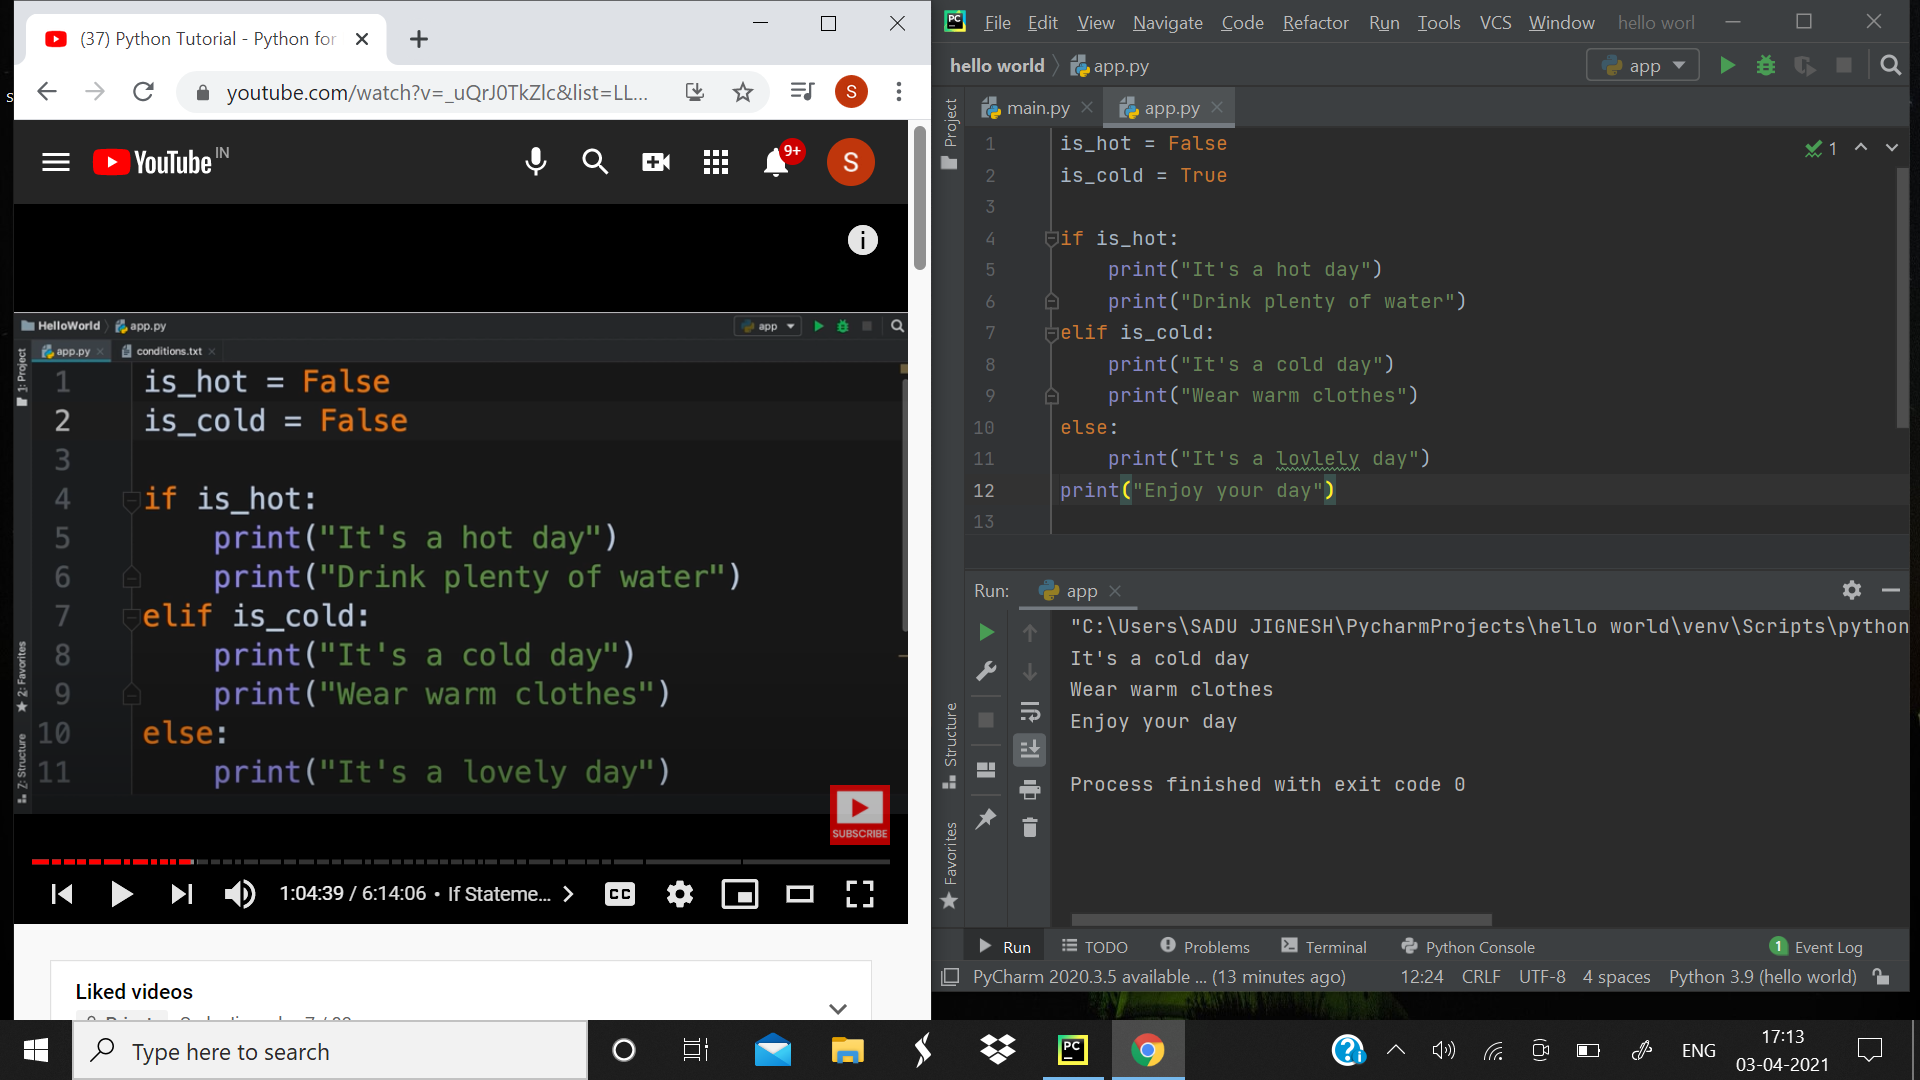 (37) Python Tutorial - Python for
youtube.com/watch?v=_uQrJ0TkZlc&list=LL...
S
YouTube IN
9+
S
HelloWorld app.py
app
app.py
conditions.txt
1: Project
2: Favorites
7: Structure
1 is_hot = False
2 is_cold = False
3
4 if is_hot:
5 print("It's a hot day")
6 print("Drink plenty of water")
7 elif is_cold:
8 print("It's a cold day")
9 print("Wear warm clothes")
10 else:
11 print("It's a lovely day")
SUBSCRIBE
1:04:39 / 6:14:06 • If Stateme...
CC
Liked videos
PC File Edit View Navigate Code Refactor Run Tools VCS Window hello worl
hello world app.py
app
main.py
app.py
Project
Structure
Favorites
1
1 is_hot = False
2 is_cold = True
3
4 if is_hot:
5 print("It's a hot day")
6 print("Drink plenty of water")
7 elif is_cold:
8 print("It's a cold day")
9 print("Wear warm clothes")
10 else:
11 print("It's a lovlely day")
12 print("Enjoy your day")
13
Run: app
"C:\Users\SADU JIGNESH\PycharmProjects\hello world\venv\Scripts\python
It's a cold day
Wear warm clothes
Enjoy your day
Process finished with exit code 0
Run TODO Problems Terminal Python Console 1 Event Log
PyCharm 2020.3.5 available ... (13 minutes ago) 12:24 CRLF UTF-8 4 spaces Python 3.9 (hello world)
Type here to search
PC
ENG
17:13
03-04-2021